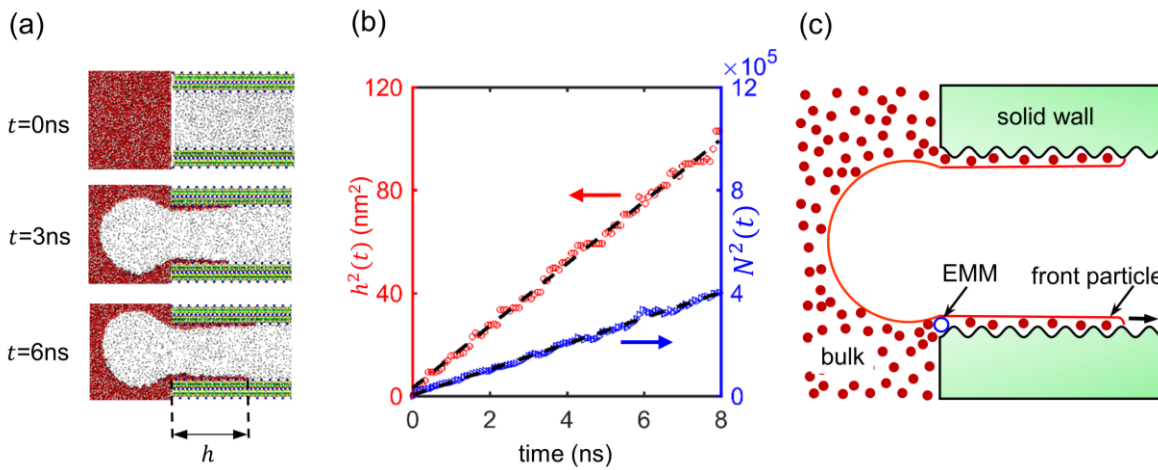 (a)
t=0ns
t=3ns
t=6ns
h
(b)
×10⁵
120
80
40
0
h²(t) (nm²)
12
8
4
0
N²(t)
0 2 4 6 8
time (ns)
(c)
solid wall
EMM
front particle
bulk